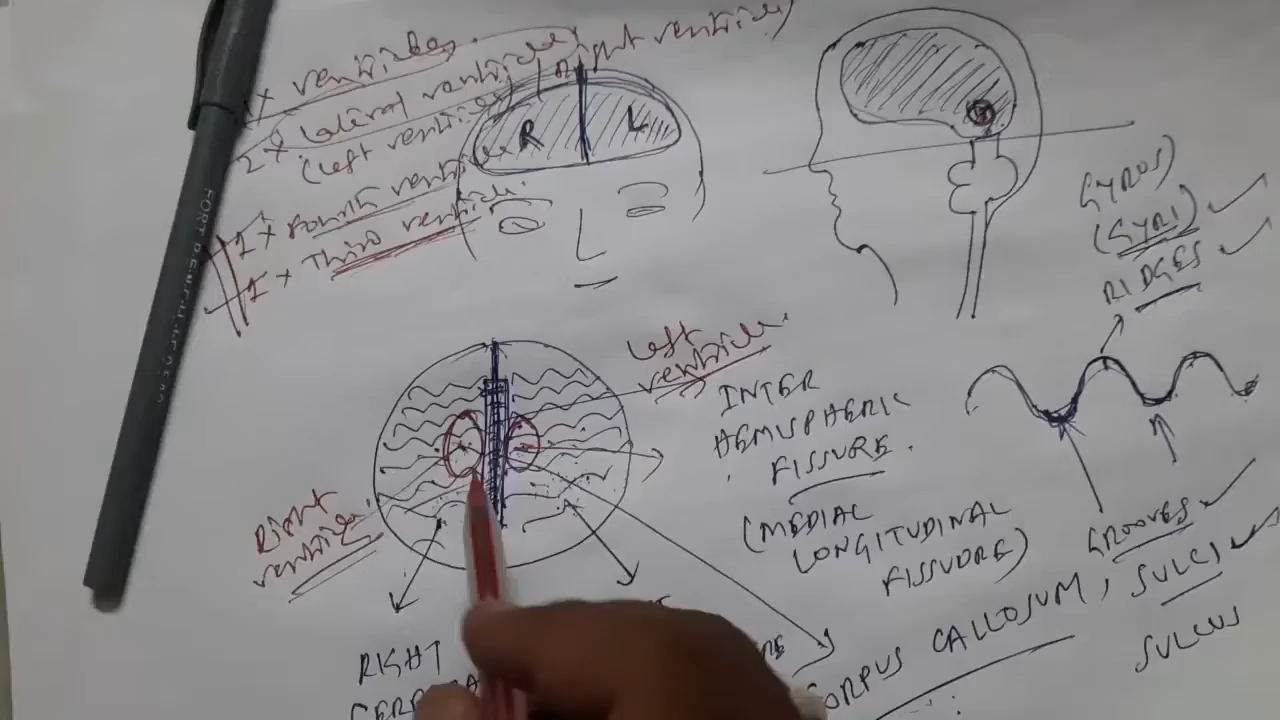 4 x ventricles.
2 x Lateral ventricles
(Left ventricle / Right ventricle)
1 x Fourth ventricle
1 x Third ventricle.
R L
GYRUS)
(GYRI)
RIDGES
Left
ventricle.
INTER
HEMISPHERIC
FISSURE.
(MEDIAL
LONGITUDINAL
FISSURE)
Right
ventricle.
GROOVES
CORPUS CALLOSUM, SULCI
SULCUS
RIGHT